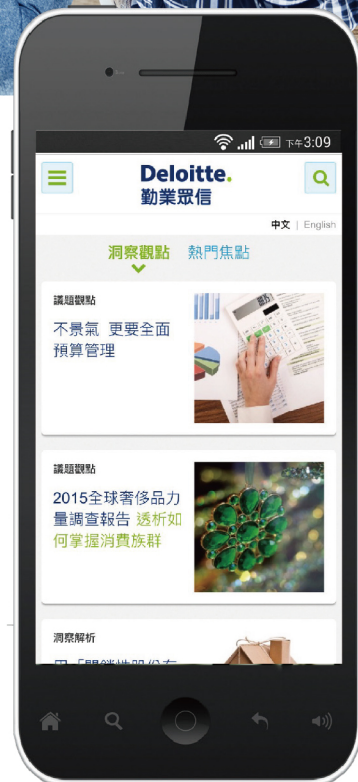 下午3:09
Deloitte.
勤業眾信
中文 | English
洞察觀點 熱門焦點
議題觀點
不景氣 更要全面
預算管理
議題觀點
2015全球奢侈品力
量調查報告 透析如
何掌握消費族群
洞察解析